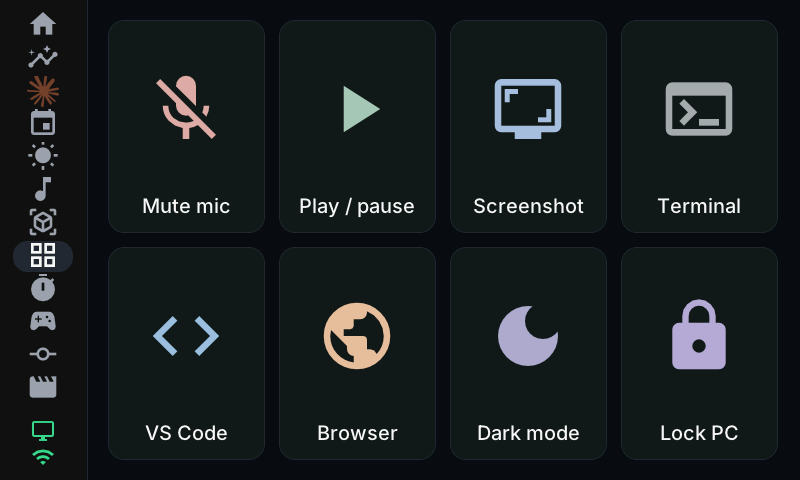 Mute mic
Play / pause
Screenshot
Terminal
VS Code
Browser
Dark mode
Lock PC